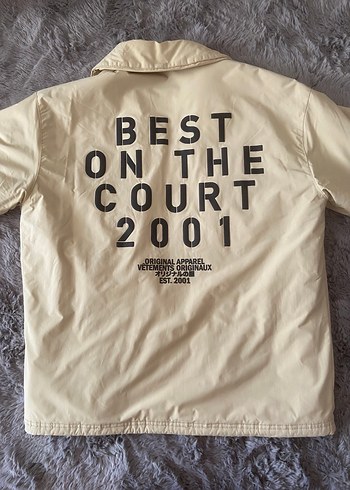 BEST
ON THE
COURT
2001
ORIGINAL APPAREL
VETEMENTS ORIGINAUX
オリジナルの服
EST. 2001